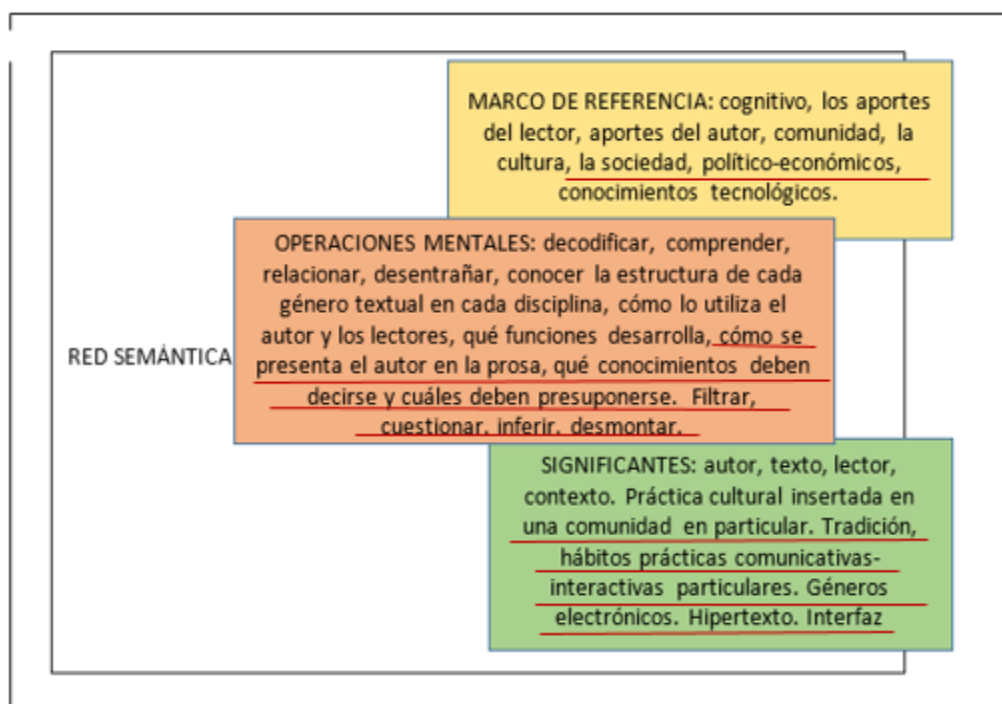 MARCO DE REFERENCIA: cognitivo, los aportes
del lector, aportes del autor, comunidad, la
cultura, la sociedad, político-económicos,
conocimientos tecnológicos.
OPERACIONES MENTALES: decodificar, comprender,
relacionar, desentrañar, conocer la estructura de cada
género textual en cada disciplina, cómo lo utiliza el
autor y los lectores, qué funciones desarrolla, cómo se
presenta el autor en la prosa, qué conocimientos deben
decirse y cuáles deben presuponerse. Filtrar,
cuestionar, inferir, desmontar.
RED SEMÀNTICA
SIGNIFICANTES: autor, texto, lector,
contexto. Práctica cultural insertada en
una comunidad en particular. Tradición,
hábitos prácticas comunicativas-
interactivas particulares. Géneros
electrónicos. Hipertexto. Interfaz